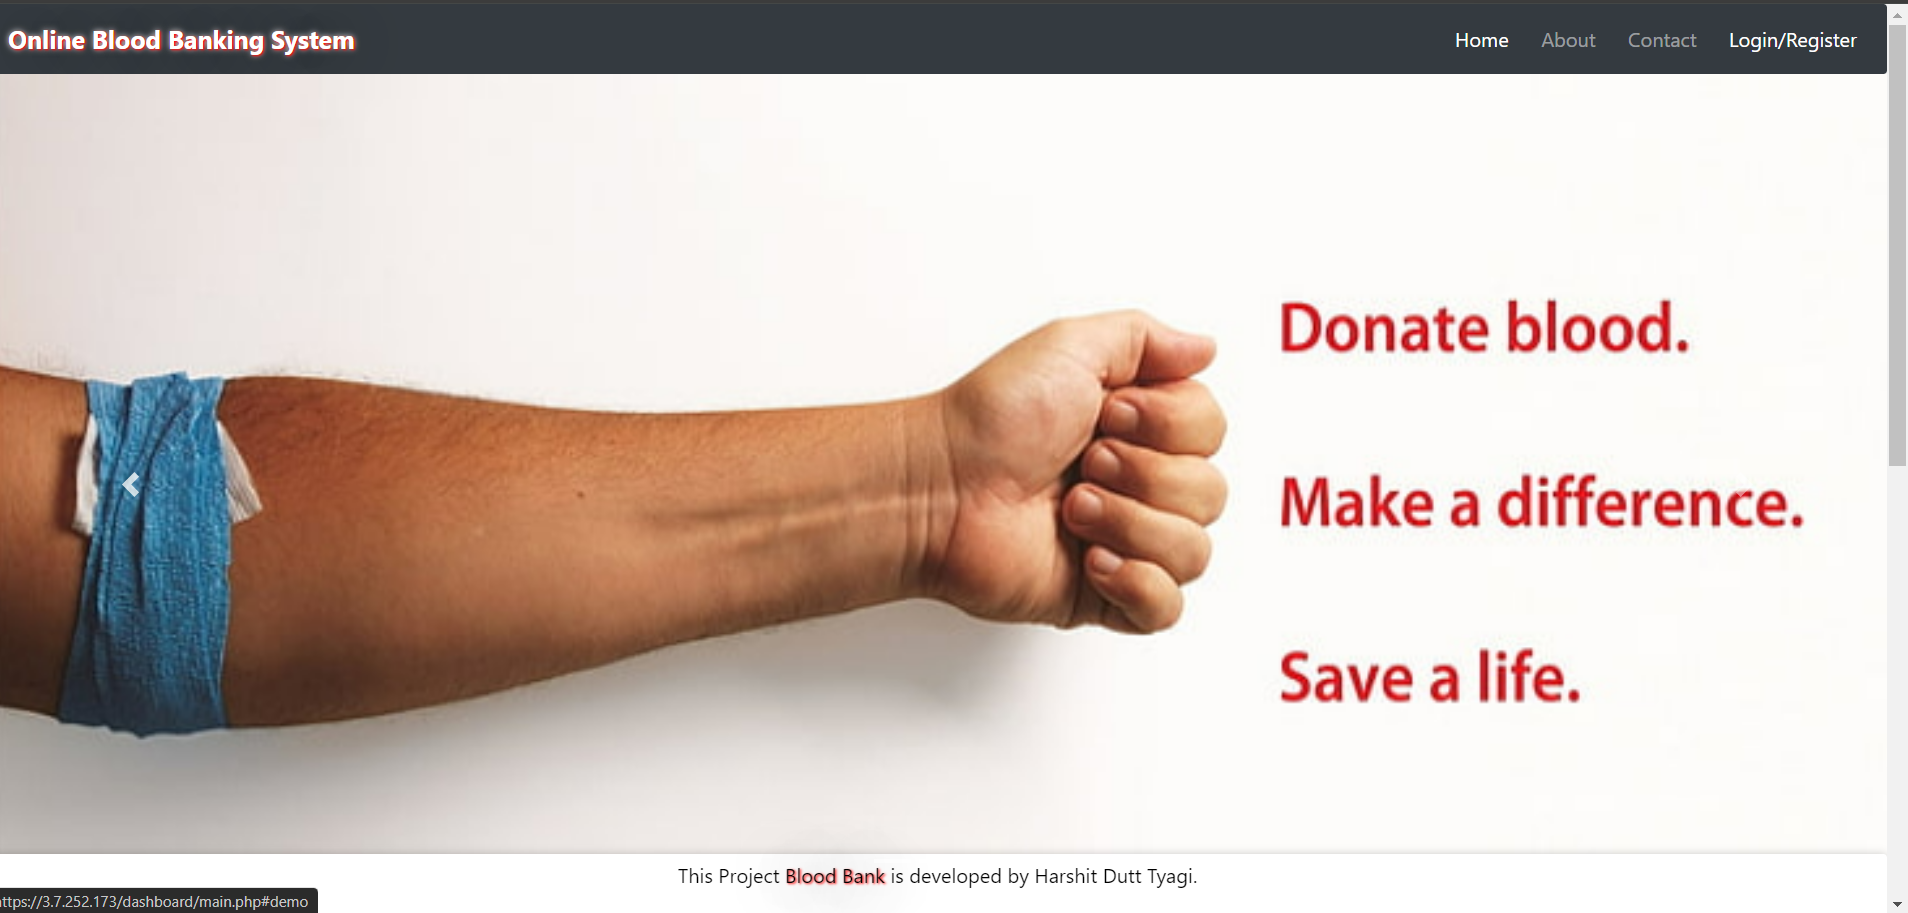 Online Blood Banking System
Home About Contact Login/Register
Donate blood.
Make a difference.
Save a life.
This Project Blood Bank is developed by Harshit Dutt Tyagi.
ttps://3.7.252.173/dashboard/main.php#demo